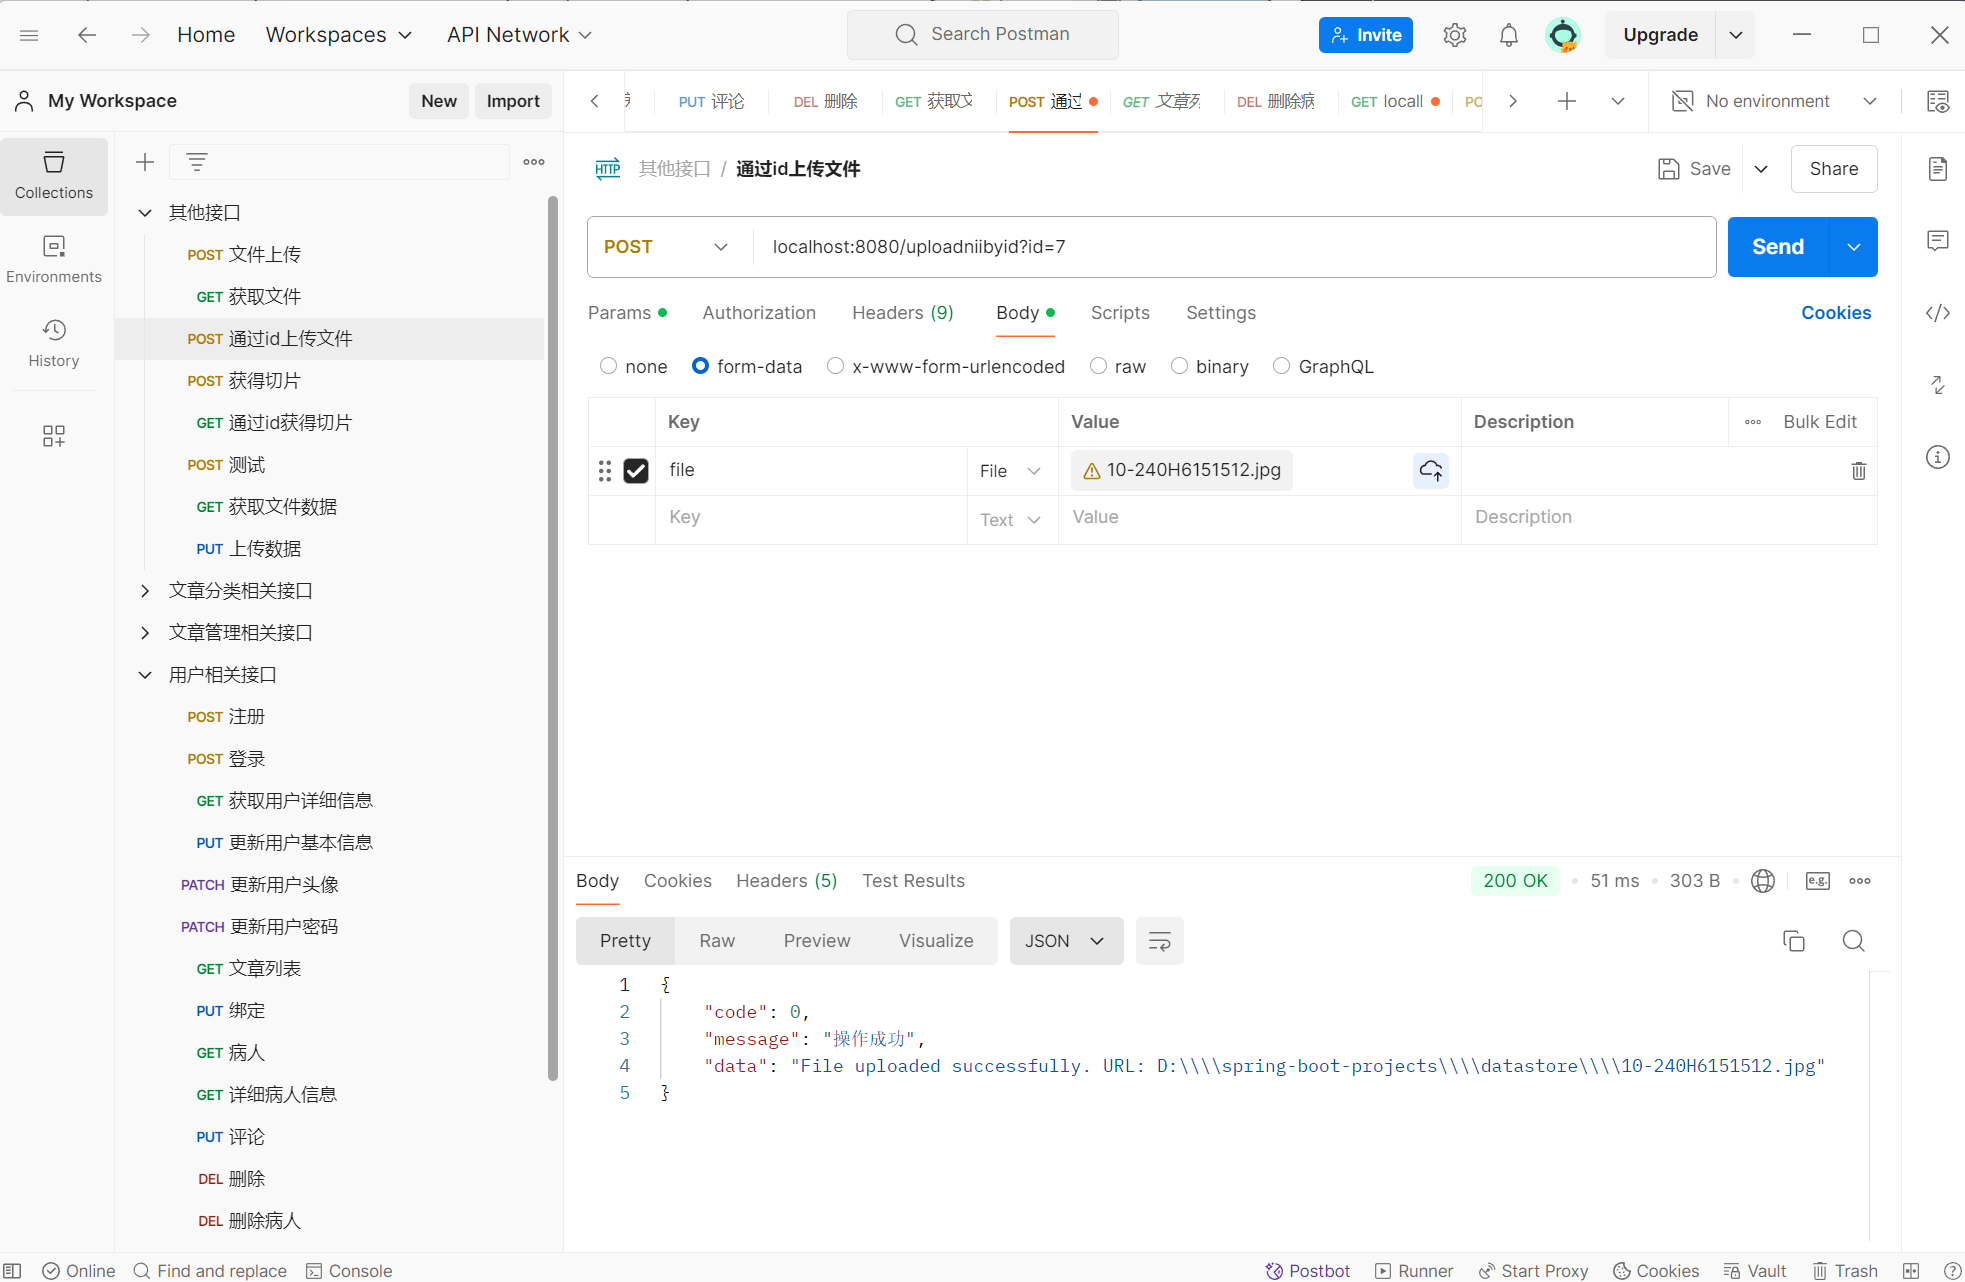 Home Workspaces API Network Search Postman Invite Upgrade
My Workspace New Import
PUT 评论 DEL 删除 GET 获取文 POST 通过 GET 文章列 DEL 删除病 GET locall PO No environment
Collections
Environments
History
其他接口
POST 文件上传
GET 获取文件
POST 通过id上传文件
POST 获得切片
GET 通过id获得切片
POST 测试
GET 获取文件数据
PUT 上传数据
文章分类相关接口
文章管理相关接口
用户相关接口
POST 注册
POST 登录
GET 获取用户详细信息
PUT 更新用户基本信息
PATCH 更新用户头像
PATCH 更新用户密码
GET 文章列表
PUT 绑定
GET 病人
GET 详细病人信息
PUT 评论
DEL 删除
DEL 删除病人
HTTP 其他接口 / 通过id上传文件 Save Share
POST localhost:8080/uploadniibyid?id=7 Send
Params Authorization Headers (9) Body Scripts Settings Cookies
none form-data x-www-form-urlencoded raw binary GraphQL
Key Value Description Bulk Edit
file File 10-240H6151512.jpg
Key Text Value Description
Body Cookies Headers (5) Test Results 200 OK 51 ms 303 B e.g.
Pretty Raw Preview Visualize JSON
1 {
2 "code": 0,
3 "message": "操作成功",
4 "data": "File uploaded successfully. URL: D:\\\\spring-boot-projects\\\\datastore\\\\10-240H6151512.jpg"
5 }
Online Find and replace Console Postbot Runner Start Proxy Cookies Vault Trash